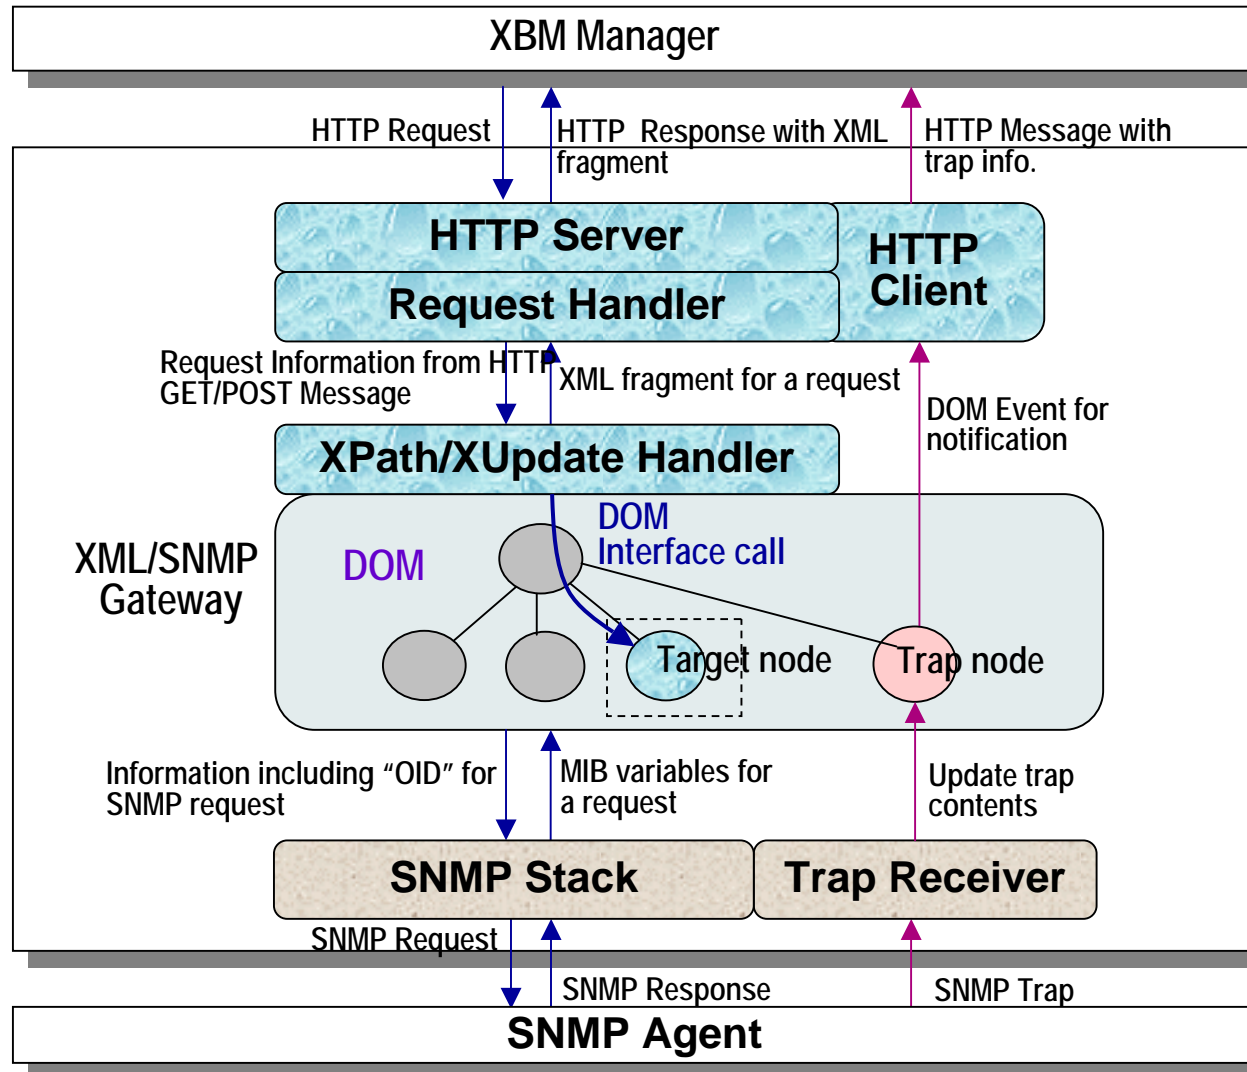 XBM Manager
HTTP Request
HTTP Response with XML
fragment
HTTP Message with
trap info.
HTTP Server
HTTP
Client
Request Handler
Request Information from HTTP
GET/POST Message
XML fragment for a request
DOM Event for
notification
XPath/XUpdate Handler
XML/SNMP
Gateway
DOM
DOM
Interface call
Target node
Trap node
Information including “OID” for
SNMP request
MIB variables for
a request
Update trap
contents
SNMP Stack
Trap Receiver
SNMP Request
SNMP Response
SNMP Trap
SNMP Agent